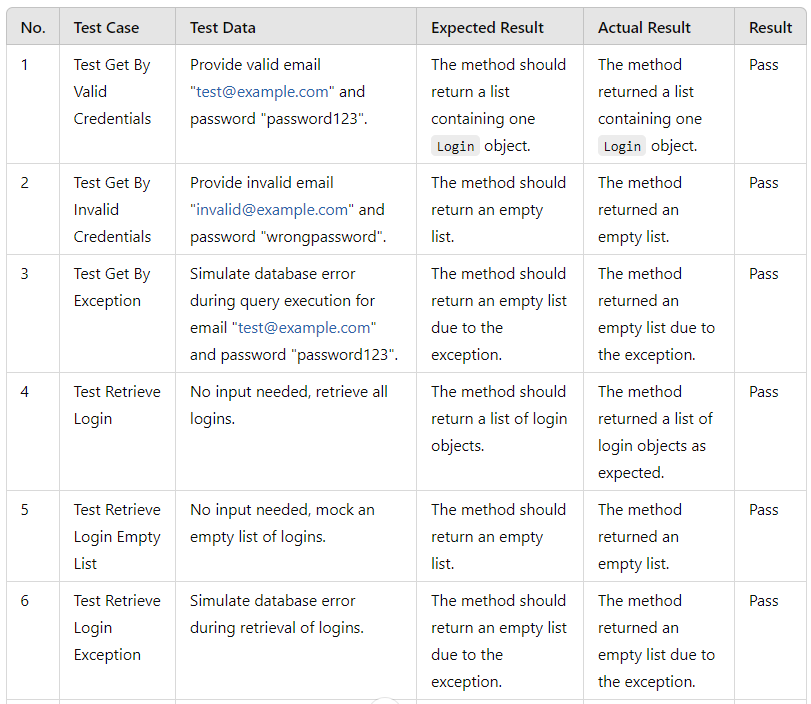 No. Test Case Test Data Expected Result Actual Result Result
1 Test Get By Provide valid email The method should The method Pass
Valid "test@example.com" and return a list returned a list
Credentials password "password123". containing one containing one
Login object. Login object.
2 Test Get By Provide invalid email The method should The method Pass
Invalid "invalid@example.com" and return an empty returned an
Credentials password "wrongpassword". list. empty list.
3 Test Get By Simulate database error The method should The method Pass
Exception during query execution for return an empty list returned an
email "test@example.com" due to the empty list due to
and password "password123". exception. the exception.
4 Test Retrieve No input needed, retrieve all The method should The method Pass
Login logins. return a list of login returned a list of
objects. login objects as
expected.
5 Test Retrieve No input needed, mock an The method should The method Pass
Login Empty empty list of logins. return an empty returned an
List list. empty list.
6 Test Retrieve Simulate database error The method should The method Pass
Login during retrieval of logins. return an empty list returned an
Exception due to the empty list due to
exception. the exception.